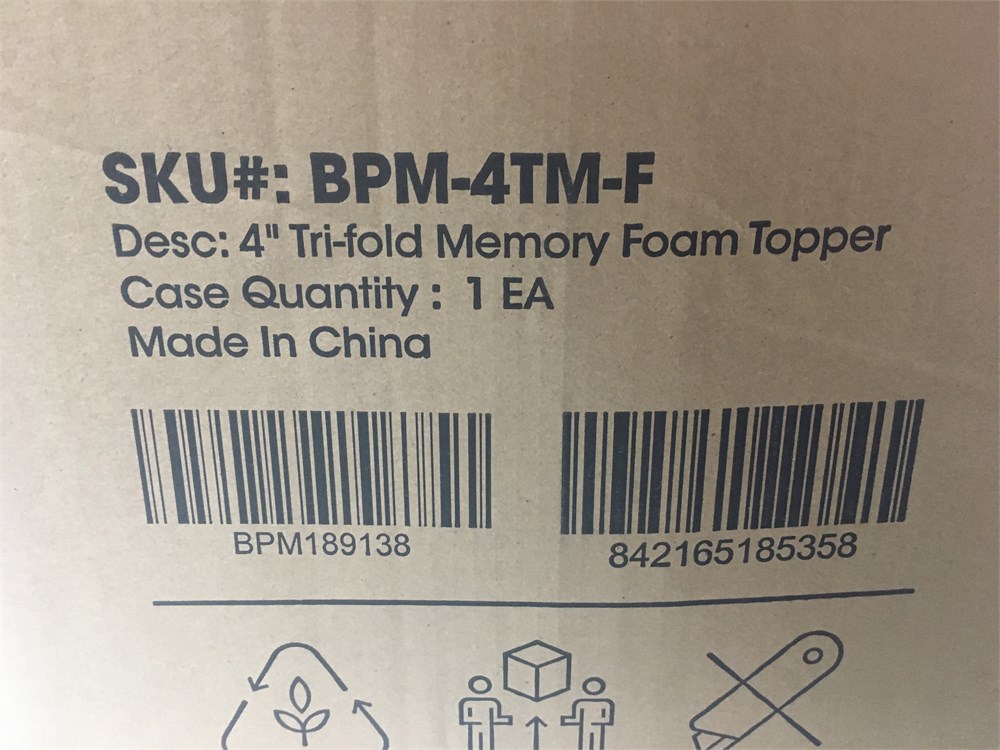 SKU#: BPM-4TM-F
Desc: 4" Tri-fold Memory Foam Topper
Case Quantity : 1 EA
Made In China
BPM189138
842165185358